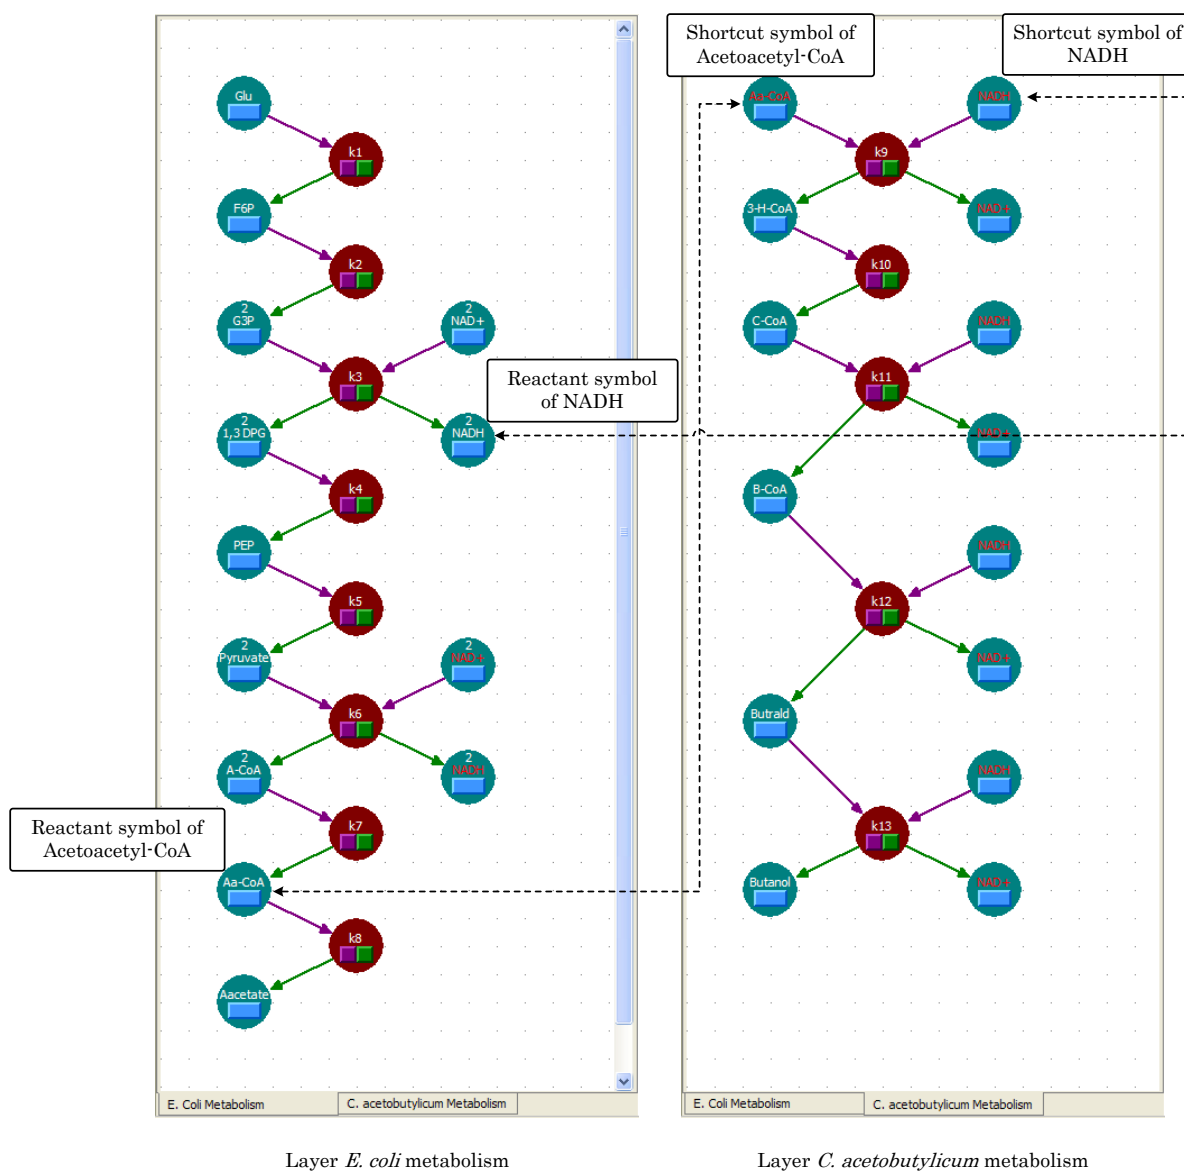 Shortcut symbol of
Acetoacetyl-CoA
Shortcut symbol of
NADH
Glu
k1
F6P
k2
2
G3P
2
NAD+
k3
2
1,3 DPG
2
NADH
Reactant symbol
of NADH
k4
PEP
k5
2
Pyruvate
2
NAD+
k6
2
A-CoA
2
NADH
k7
Reactant symbol of
Acetoacetyl-CoA
Aa-CoA
k8
Aacetate
E. Coli Metabolism
C. acetobutylicum Metabolism
Aa-CoA
NADH
k9
3-H-CoA
NAD+
k10
C-CoA
NADH
k11
NAD+
B-CoA
NADH
k12
NAD+
Butrald
NADH
k13
Butanol
NAD+
E. Coli Metabolism
C. acetobutylicum Metabolism
Layer E. coli metabolism
Layer C. acetobutylicum metabolism